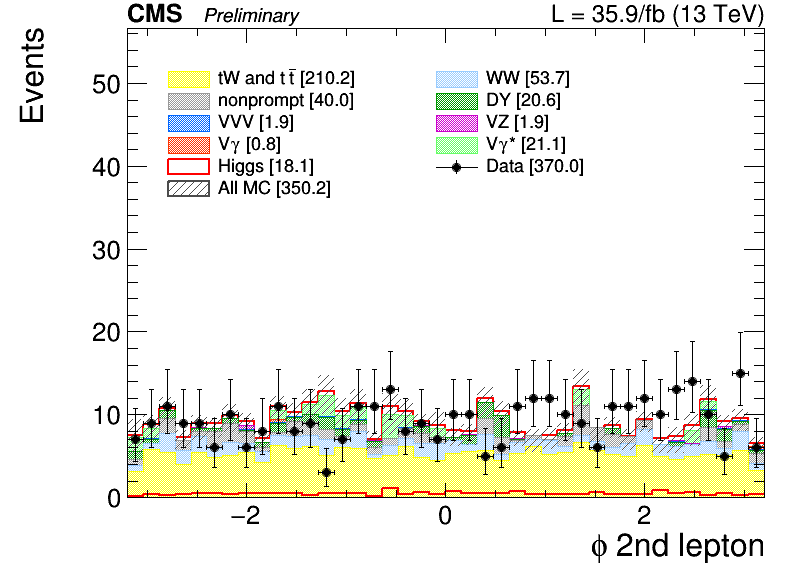 CMS Preliminary L = 35.9/fb (13 TeV)
Events
tW and t t̄ [210.2] WW [53.7]
nonprompt [40.0] DY [20.6]
VVV [1.9] VZ [1.9]
Vγ [0.8] Vγ* [21.1]
Higgs [18.1] Data [370.0]
All MC [350.2]
50
40
30
20
10
0
−2 0 2
ϕ 2nd lepton